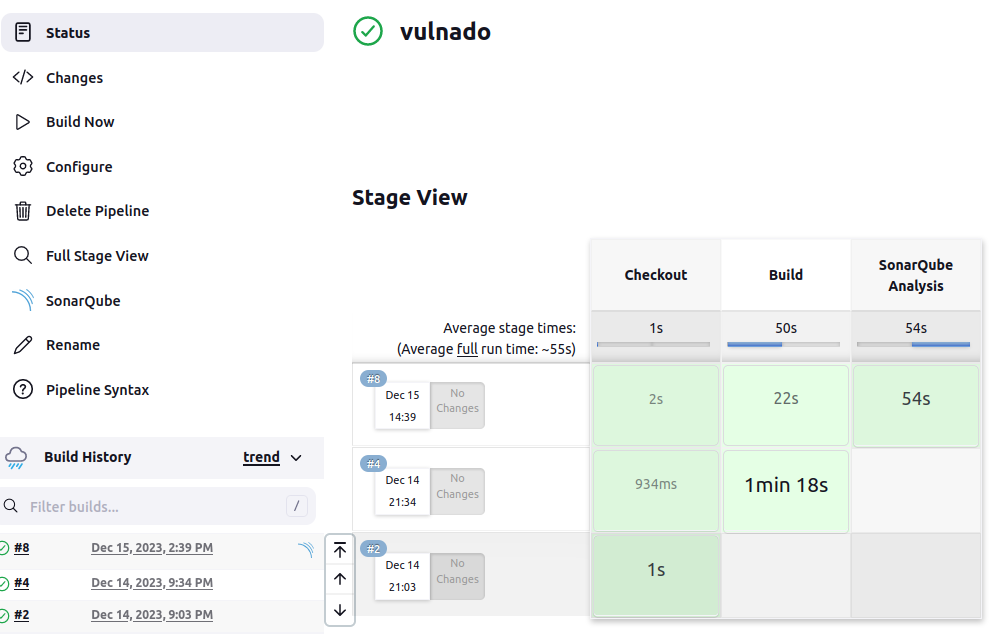 Status
Changes
Build Now
Configure
Delete Pipeline
Full Stage View
SonarQube
Rename
Pipeline Syntax
Build History
trend
Filter builds...
/
#8
Dec 15, 2023, 2:39 PM
#4
Dec 14, 2023, 9:34 PM
#2
Dec 14, 2023, 9:03 PM
vulnado
Stage View
Checkout
Build
SonarQube
Analysis
Average stage times:
(Average full run time: ~55s)
1s
50s
54s
#8
Dec 15
14:39
No
Changes
2s
22s
54s
#4
Dec 14
21:34
No
Changes
934ms
1min 18s
#2
Dec 14
21:03
No
Changes
1s